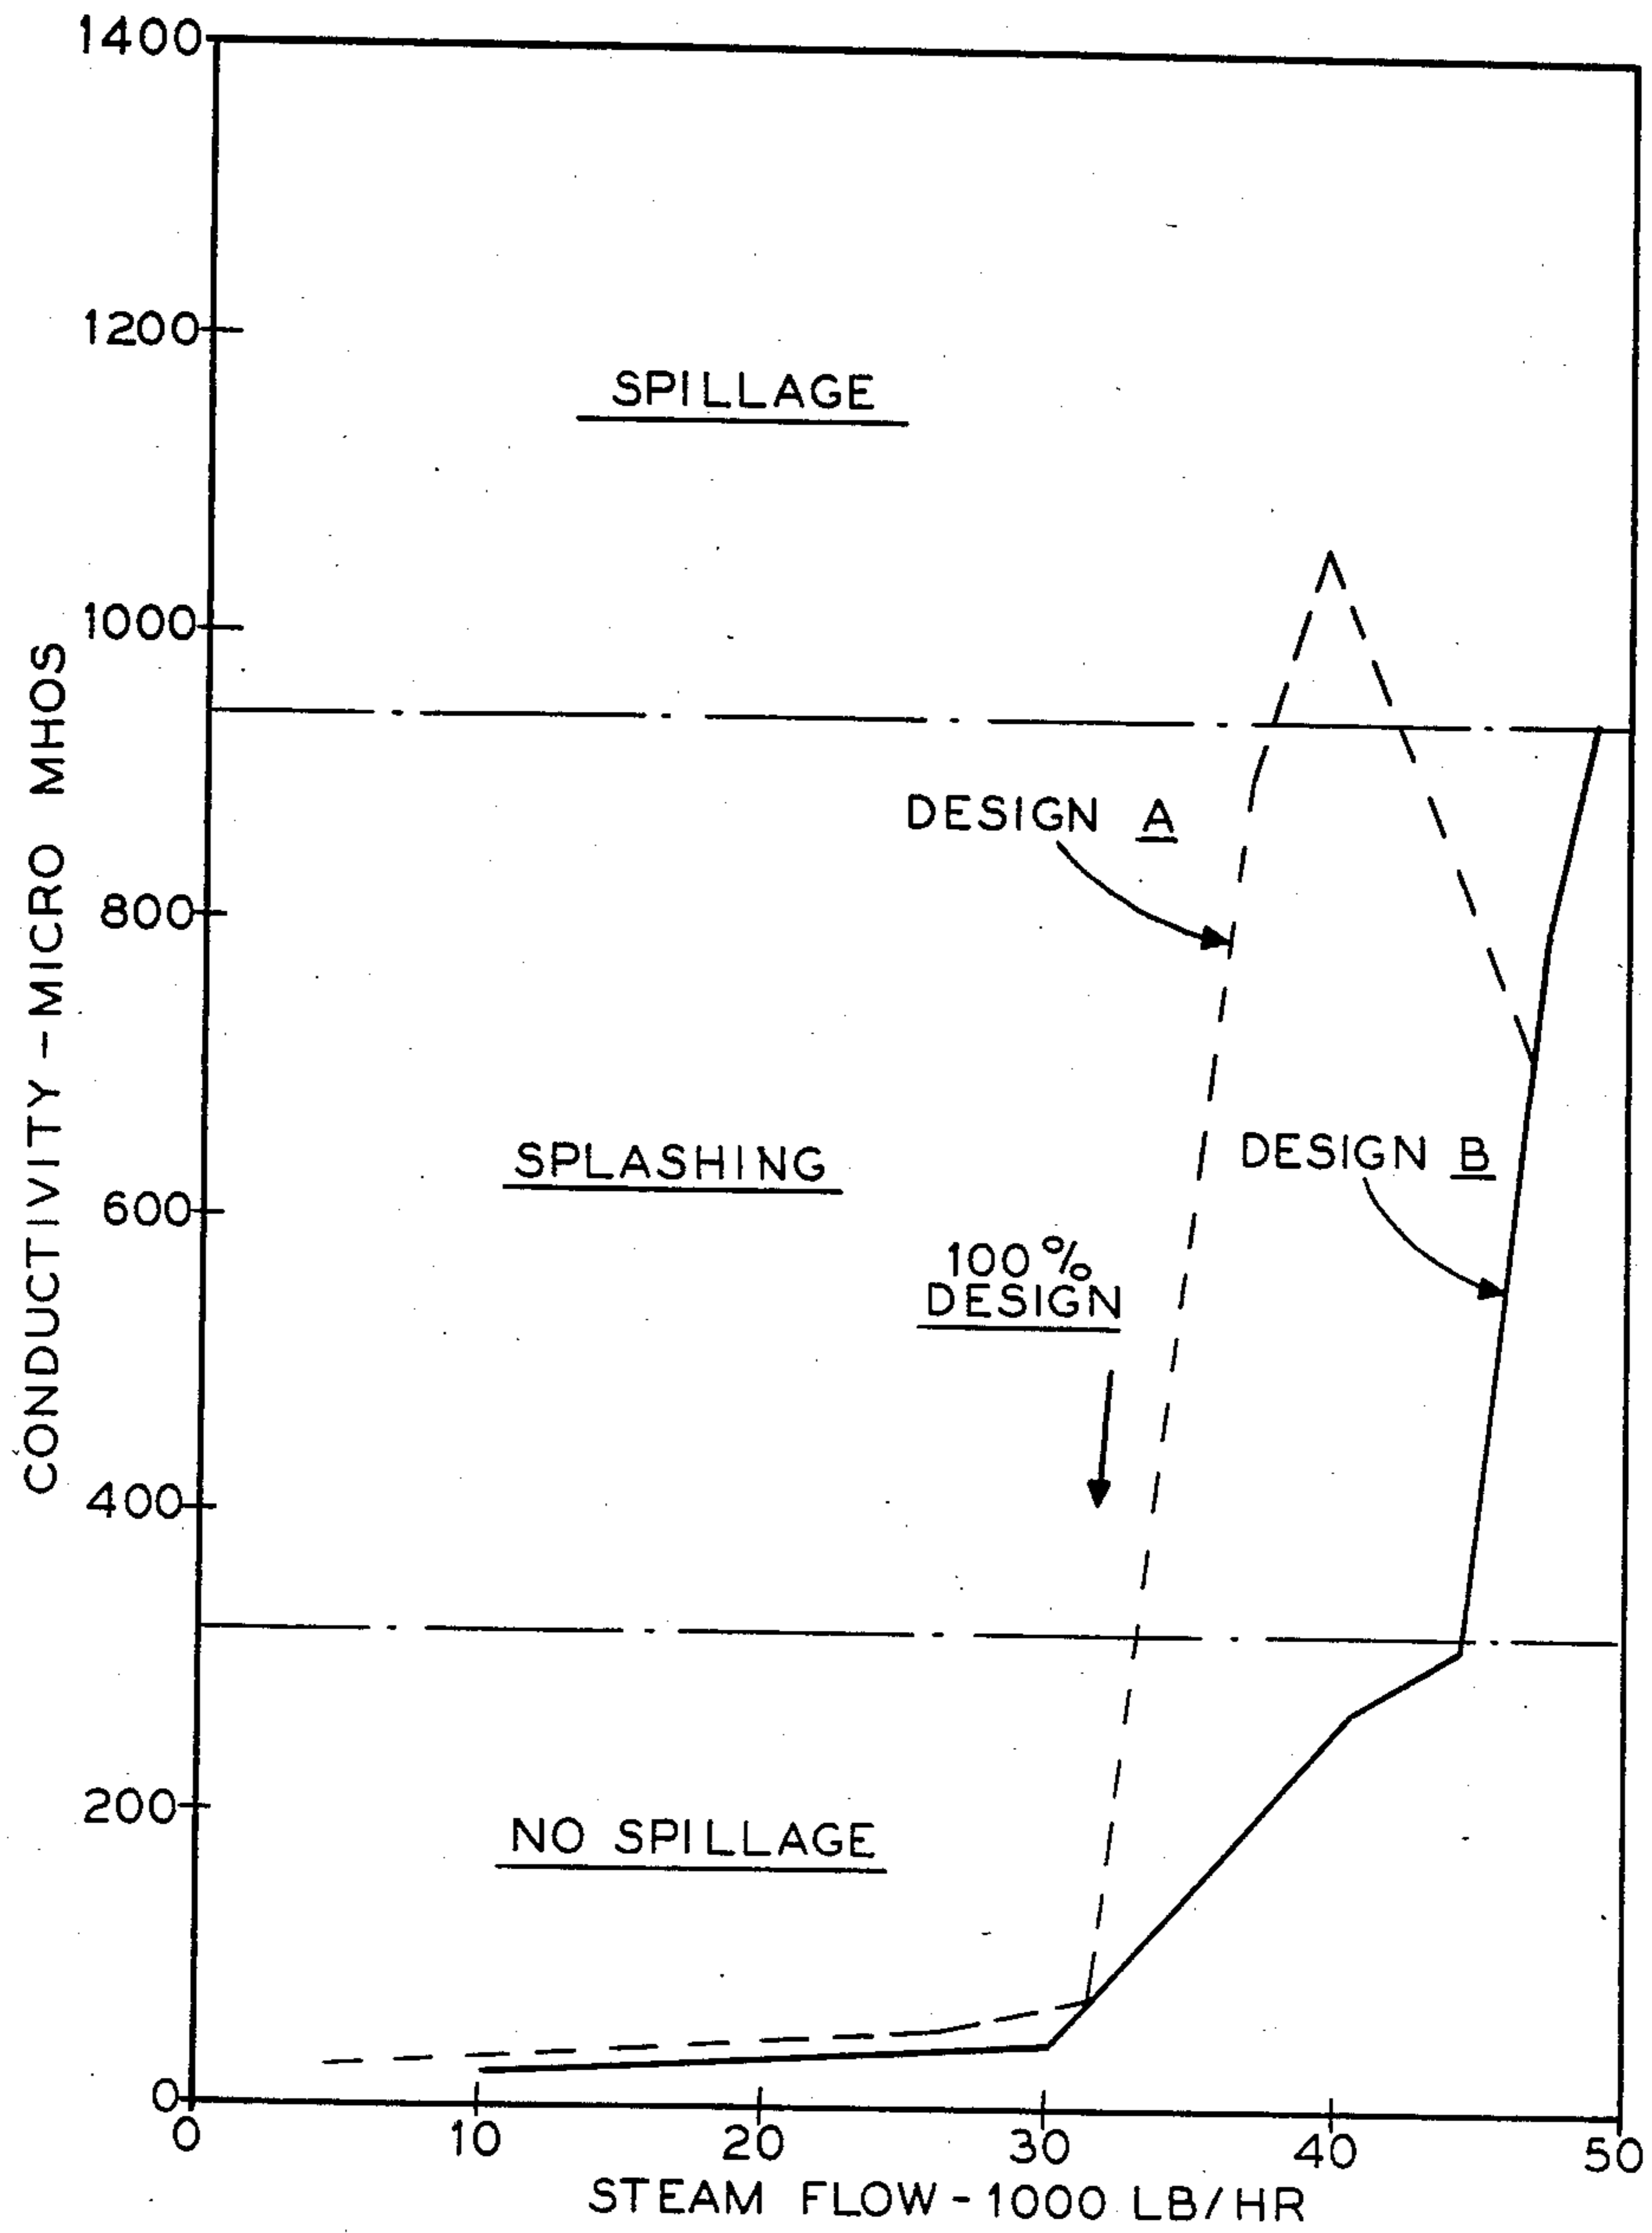 1400
1200
1000
800
600
400
200
0
CONDUCTIVITY-MICRO MHOS
SPILLAGE
DESIGN A
SPLASHING
DESIGN B
100%
DESIGN
NO SPILLAGE
0 10 20 30 40 50
STEAM FLOW-1000 LB/HR